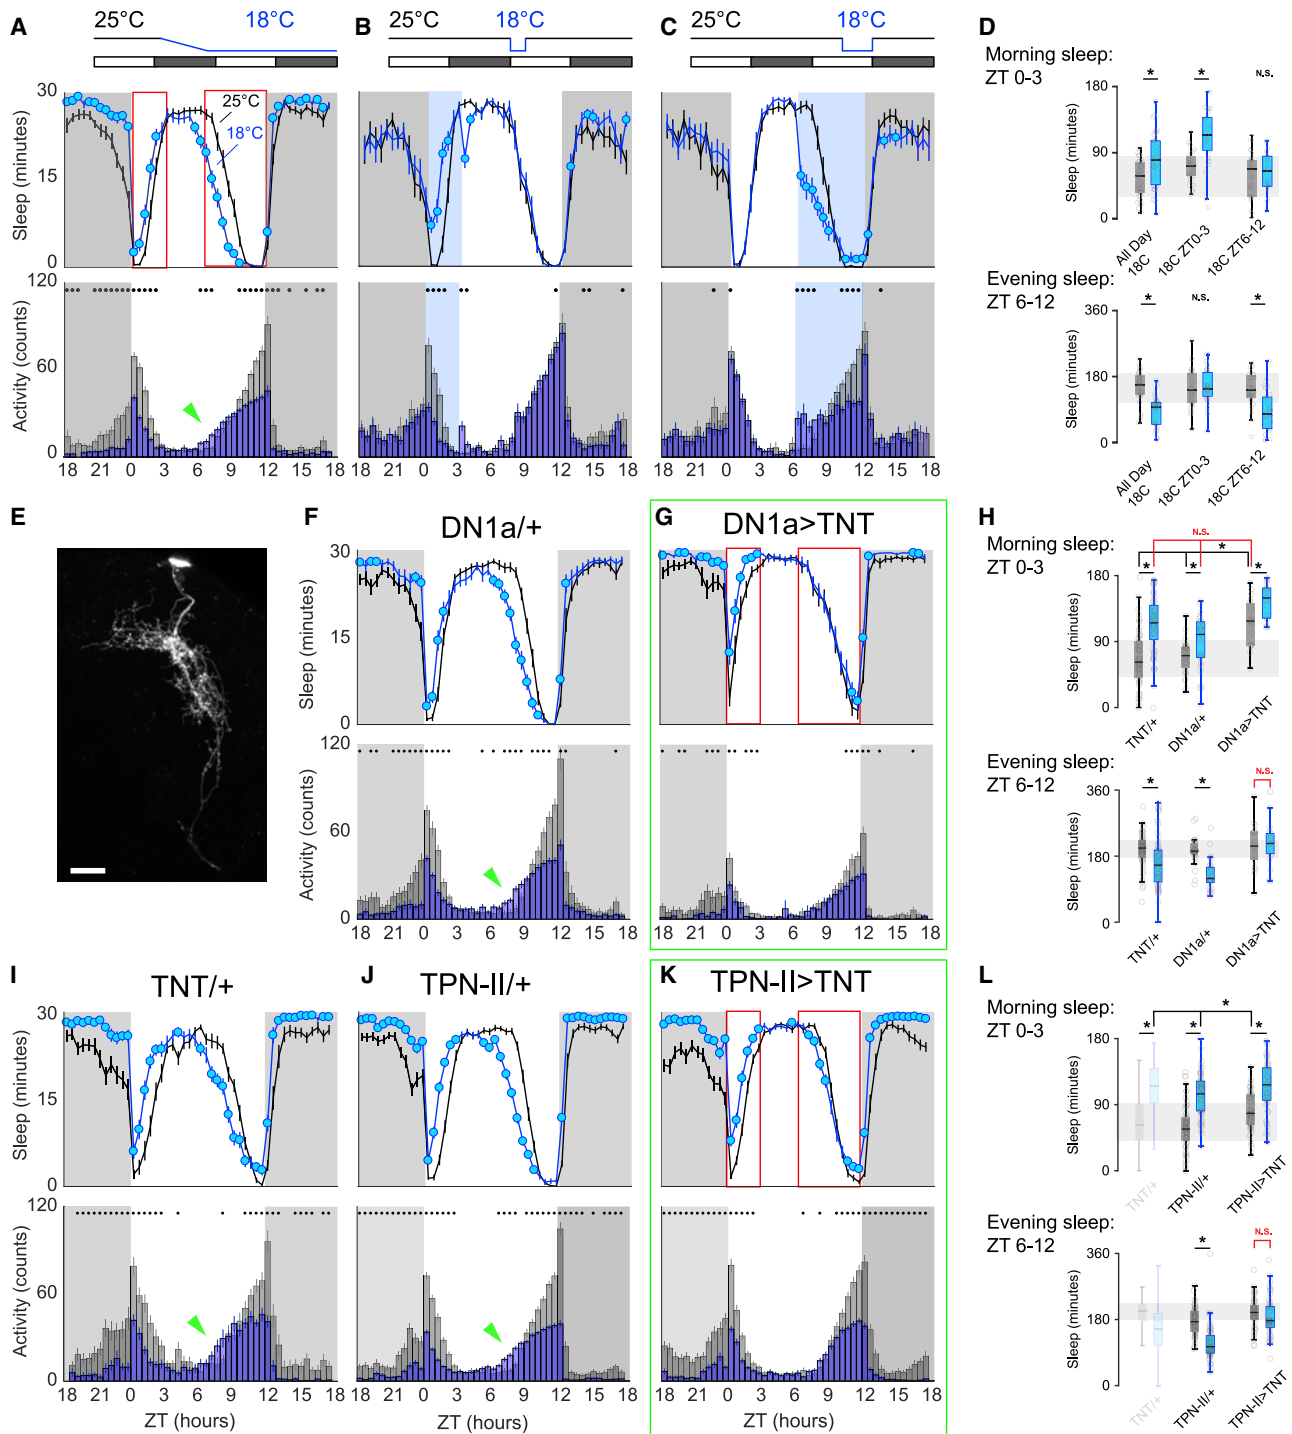 A
25°C
18°C
B
25°C
18°C
C
25°C
18°C
D
Morning sleep:
ZT 0-3
Sleep (minutes)
30
15
0
25°C
18°C
Activity (counts)
120
60
0
18 21 0 3 6 9 12 15 18
18 21 0 3 6 9 12 15 18
18 21 0 3 6 9 12 15 18
Sleep (minutes)
180
90
0
* * N.S.
All Day 18C
18C ZT0-3
18C ZT6-12
Evening sleep:
ZT 6-12
Sleep (minutes)
360
180
0
* N.S. *
All Day 18C
18C ZT0-3
18C ZT6-12
E
F
DN1a/+
G
DN1a>TNT
H
Morning sleep:
ZT 0-3
Sleep (minutes)
30
15
0
Activity (counts)
120
60
0
18 21 0 3 6 9 12 15 18
18 21 0 3 6 9 12 15 18
N.S.
*
* * *
Sleep (minutes)
180
90
0
TNT/+
DN1a/+
DN1a>TNT
Evening sleep:
ZT 6-12
Sleep (minutes)
360
180
0
* * N.S.
TNT/+
DN1a/+
DN1a>TNT
I
TNT/+
J
TPN-II/+
K
TPN-II>TNT
L
Morning sleep:
ZT 0-3
Sleep (minutes)
30
15
0
Activity (counts)
120
60
0
18 21 0 3 6 9 12 15 18
18 21 0 3 6 9 12 15 18
18 21 0 3 6 9 12 15 18
ZT (hours)
ZT (hours)
ZT (hours)
*
* * *
Sleep (minutes)
180
90
0
TNT/+
TPN-II/+
TPN-II>TNT
Evening sleep:
ZT 6-12
Sleep (minutes)
360
180
0
* N.S.
TNT/+
TPN-II/+
TPN-II>TNT